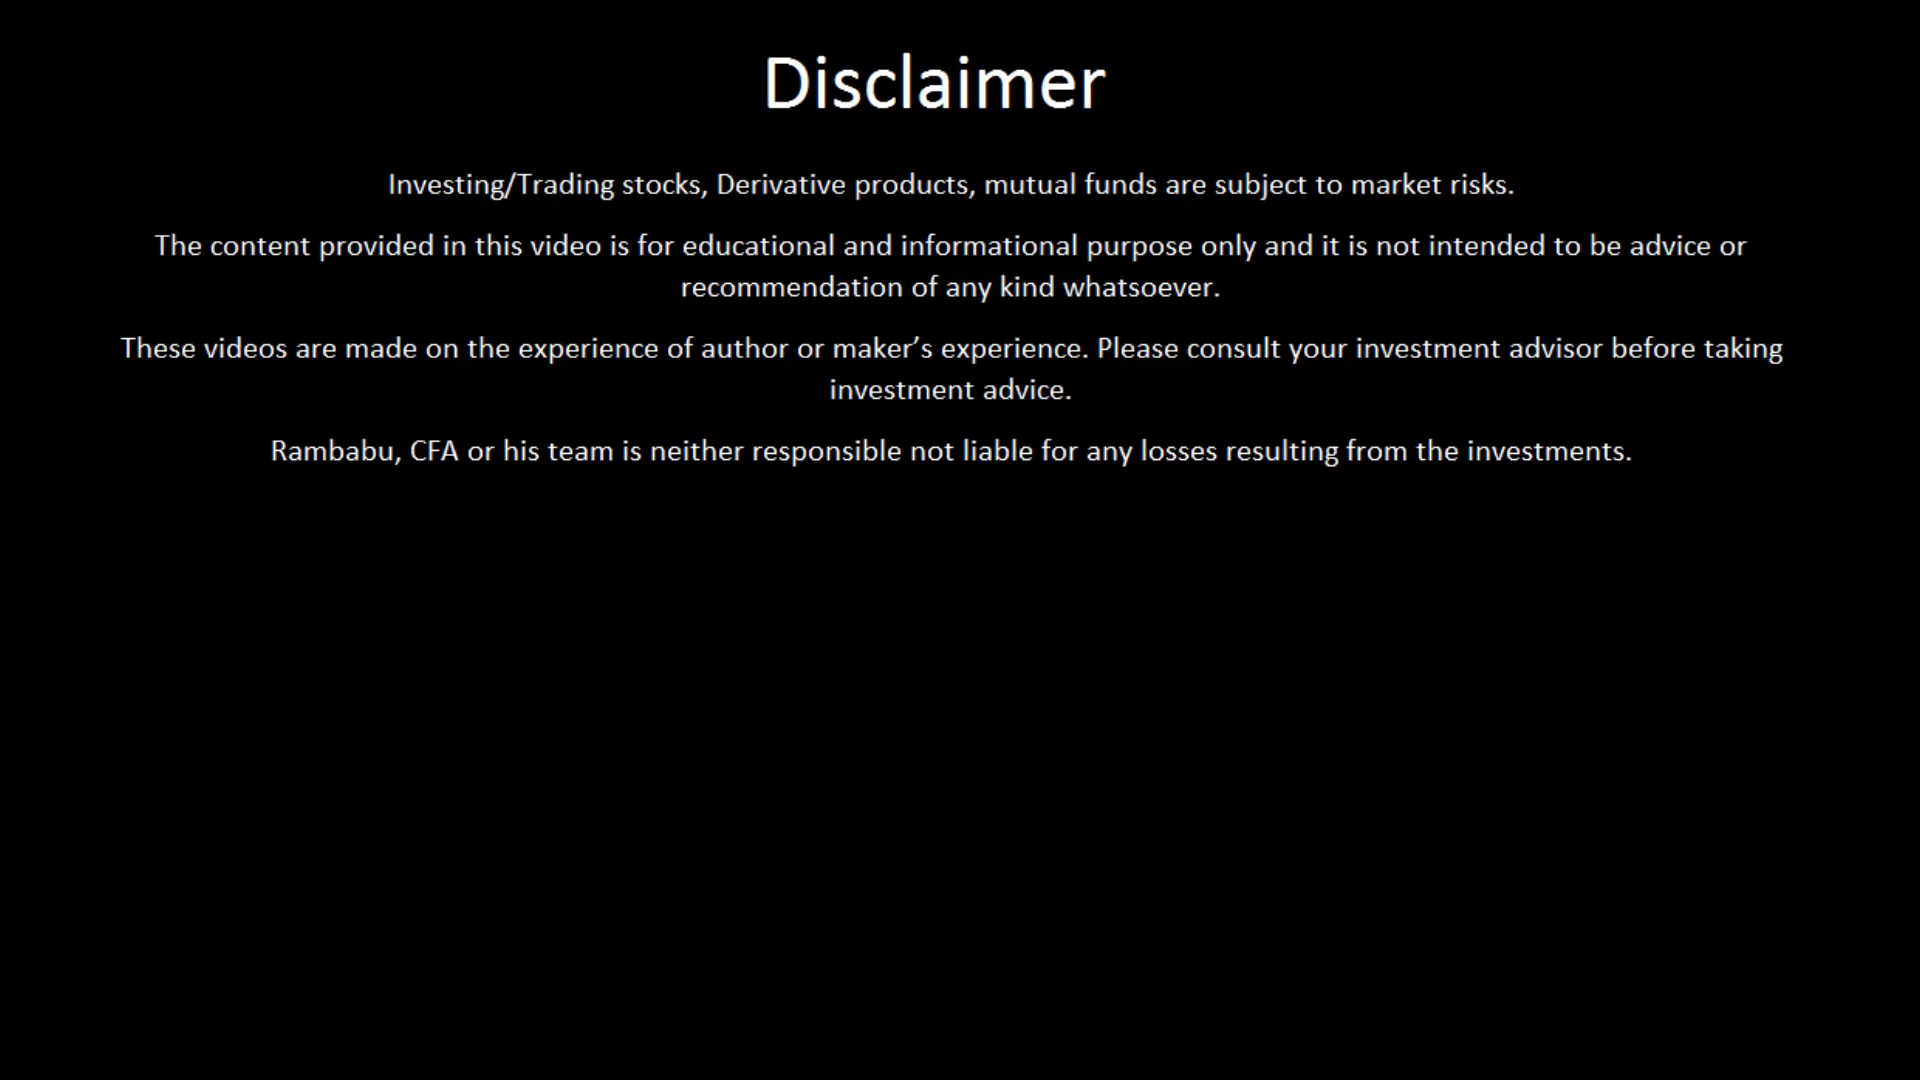 Disclaimer
Investing/Trading stocks, Derivative products, mutual funds are subject to market risks.
The content provided in this video is for educational and informational purpose only and it is not intended to be advice or
recommendation of any kind whatsoever.
These videos are made on the experience of author or maker’s experience. Please consult your investment advisor before taking
investment advice.
Rambabu, CFA or his team is neither responsible not liable for any losses resulting from the investments.